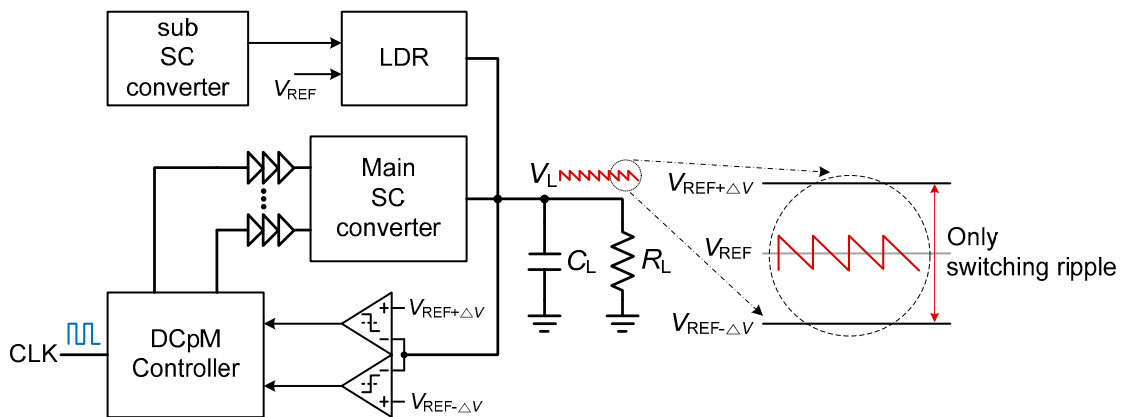 sub
SC
converter
LDR
VREF
Main
SC
converter
VL
CL
RL
VREF+△V
VREF
VREF-△V
Only
switching ripple
CLK
DCpM
Controller
+
VREF+△V
-
-
+
VREF-△V